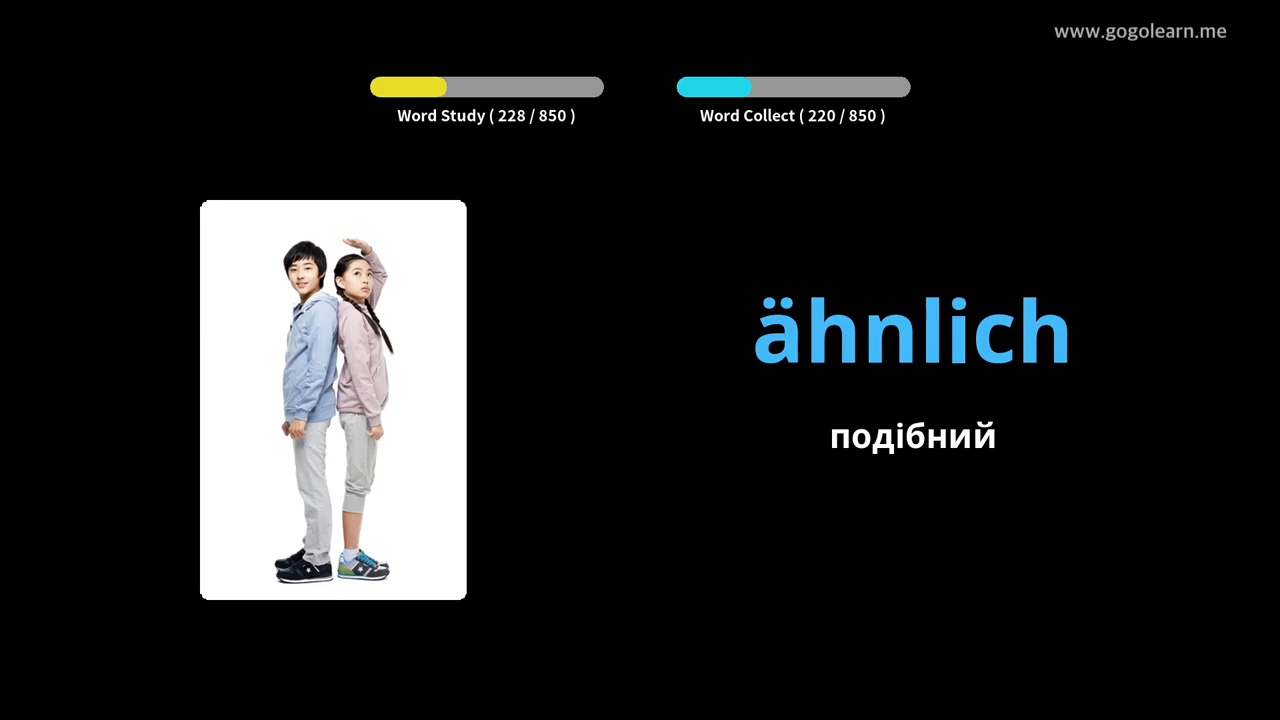 www.gogolearn.me
Word Study ( 228 / 850 )
Word Collect ( 220 / 850 )
ähnlich
подібний